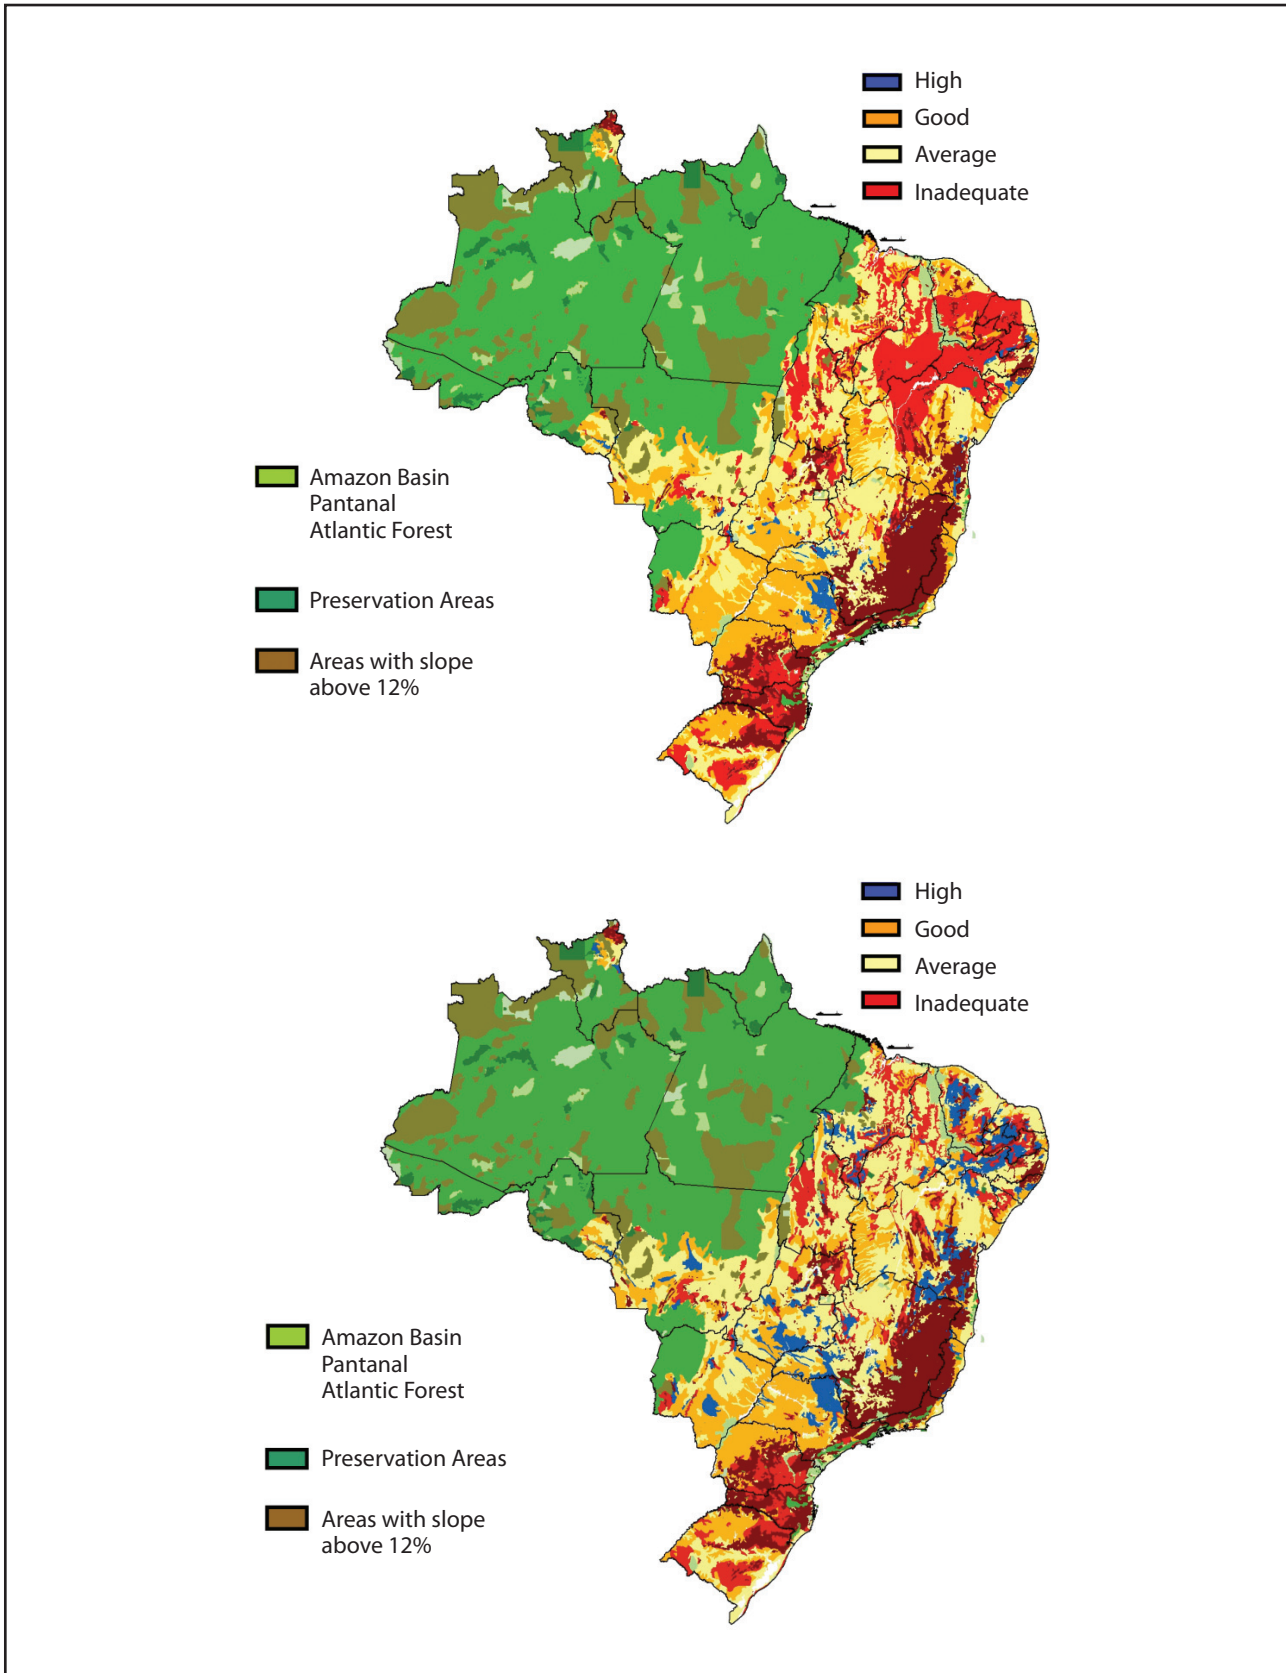 High
Good
Average
Inadequate
Amazon Basin
Pantanal
Atlantic Forest
Preservation Areas
Areas with slope
above 12%
High
Good
Average
Inadequate
Amazon Basin
Pantanal
Atlantic Forest
Preservation Areas
Areas with slope
above 12%